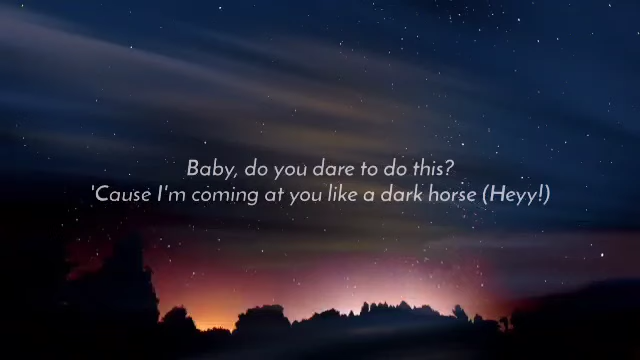 Baby, do you dare to do this?
'Cause I'm coming at you like a dark horse (Heyy!)